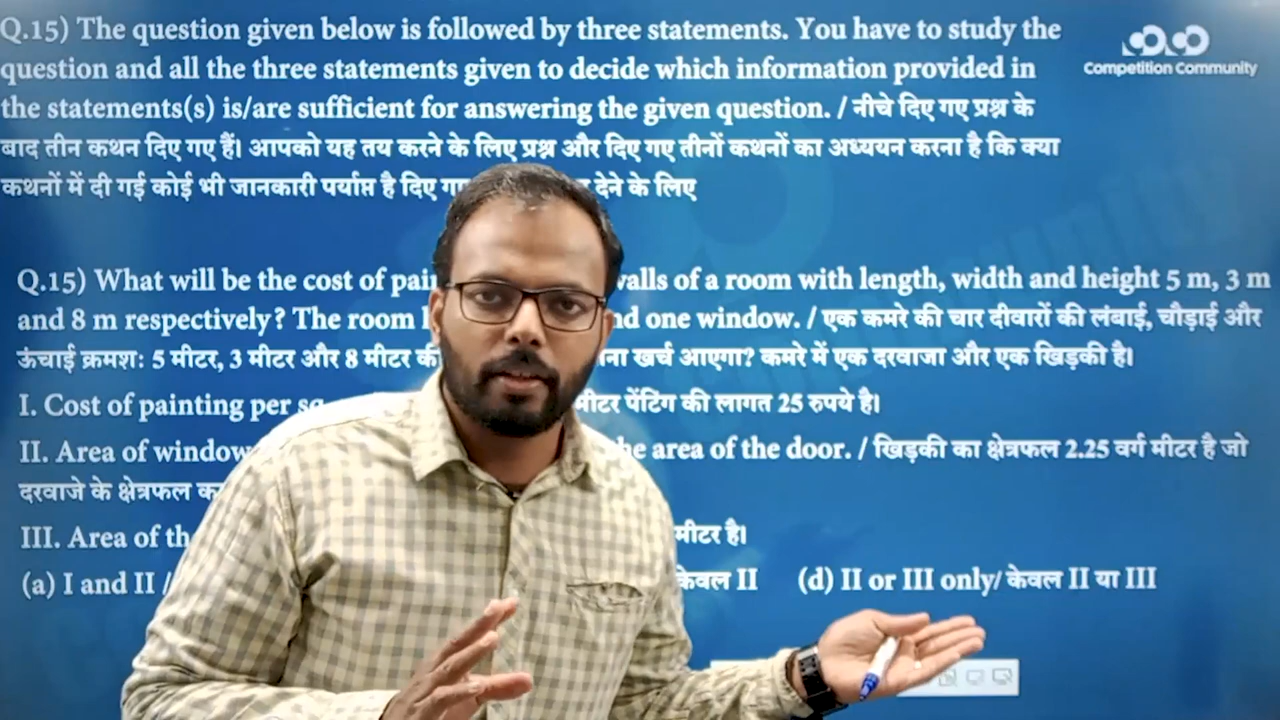 Q.15) The question given below is followed by three statements. You have to study the
question and all the three statements given to decide which information provided in
the statements(s) is/are sufficient for answering the given question. / नीचे दिए गए प्रश्न के
बाद तीन कथन दिए गए हैं। आपको यह तय करने के लिए प्रश्न और दिए गए तीनों कथनों का अध्ययन करना है कि क्या
कथनों में दी गई कोई भी जानकारी पर्याप्त है दिए देने के लिए
Competition Community
Q.15) What will be the cost of of a room with length, width and height 5 m, 3 m
and 8 m respectively? The room one window. / एक कमरे की चार दीवारों की लंबाई, चौड़ाई और
ऊंचाई क्रमश: 5 मीटर, 3 मीटर और 8 मीटर खर्च आएगा? कमरे में एक दरवाजा और एक खिड़की है।
I. Cost of painting per पेंटिंग की लागत 25 रुपये है।
II. Area of window area of the door. / खिड़की का क्षेत्रफल 2.25 वर्ग मीटर है जो
दरवाजे के क्षेत्रफल
III. Area of मीटर है।
(a) I and II / केवल II (d) II or III only/ केवल II या III